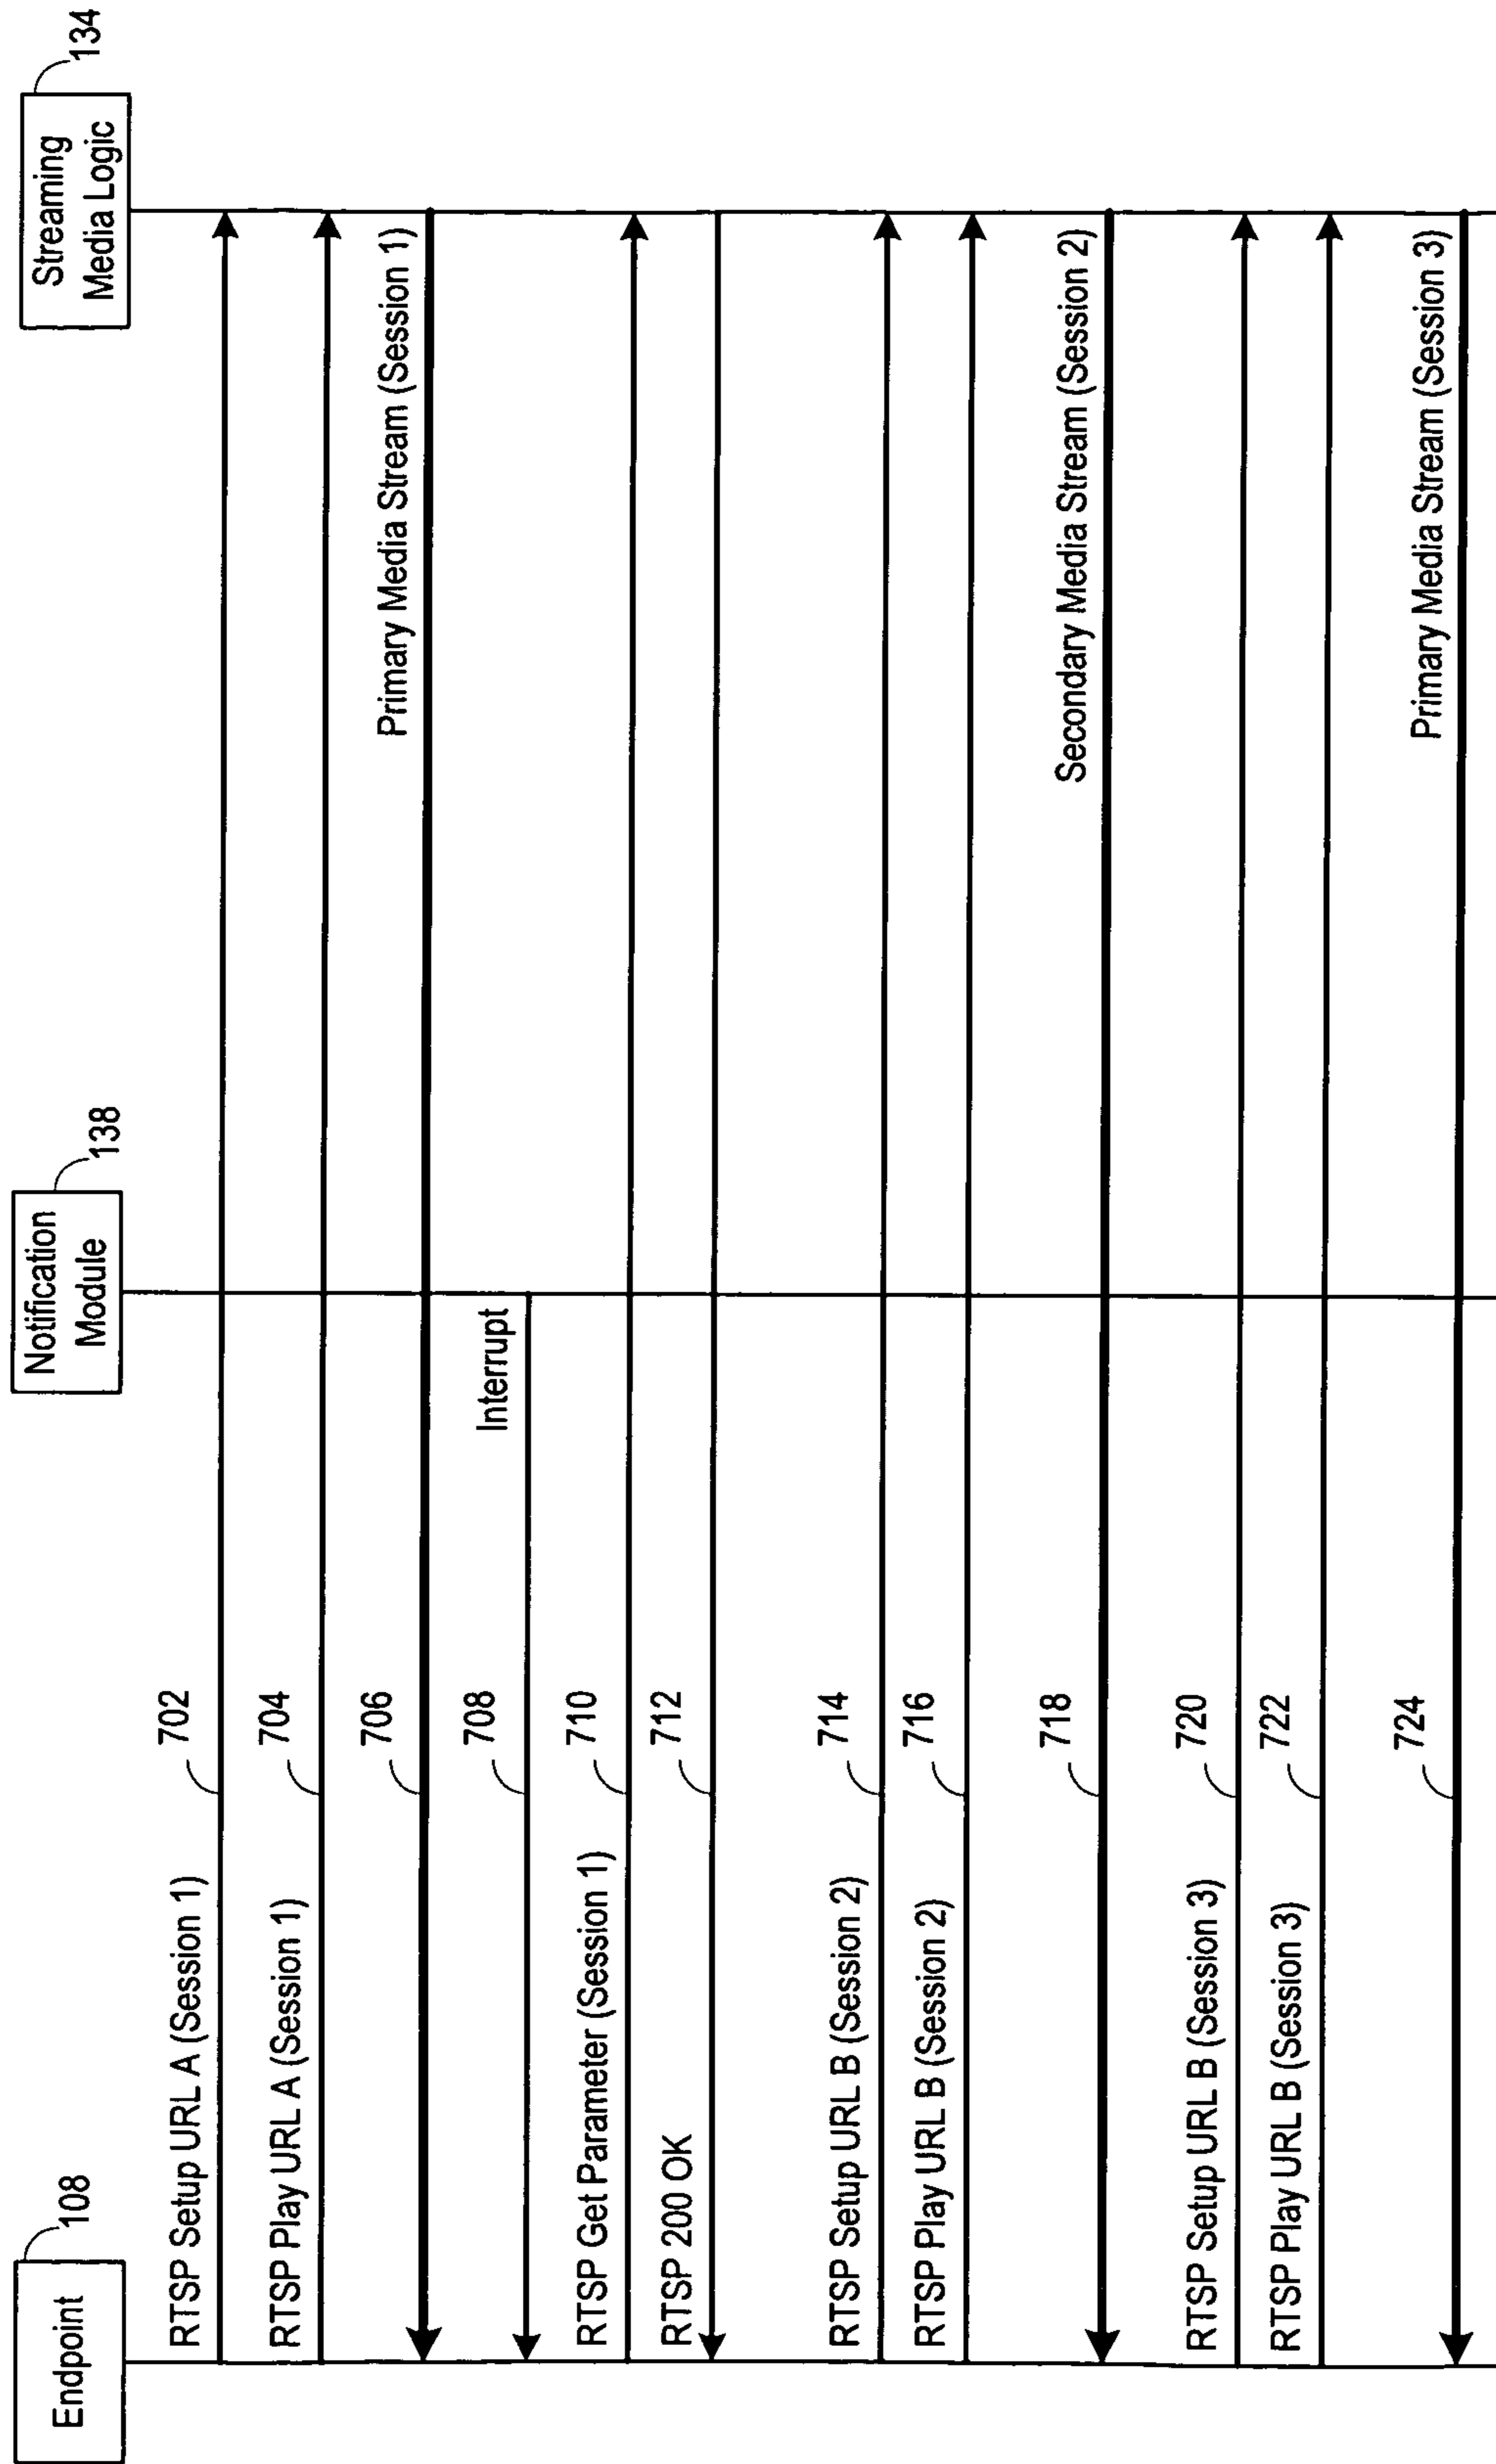 Endpoint
108
Notification
Module
138
Streaming
Media Logic
134
RTSP Setup URL A (Session 1)
702
RTSP Play URL A (Session 1)
704
706
Primary Media Stream (Session 1)
708
Interrupt
RTSP Get Parameter (Session 1)
710
RTSP 200 OK
712
RTSP Setup URL B (Session 2)
714
RTSP Play URL B (Session 2)
716
718
Secondary Media Stream (Session 2)
RTSP Setup URL B (Session 3)
720
RTSP Play URL B (Session 3)
722
724
Primary Media Stream (Session 3)